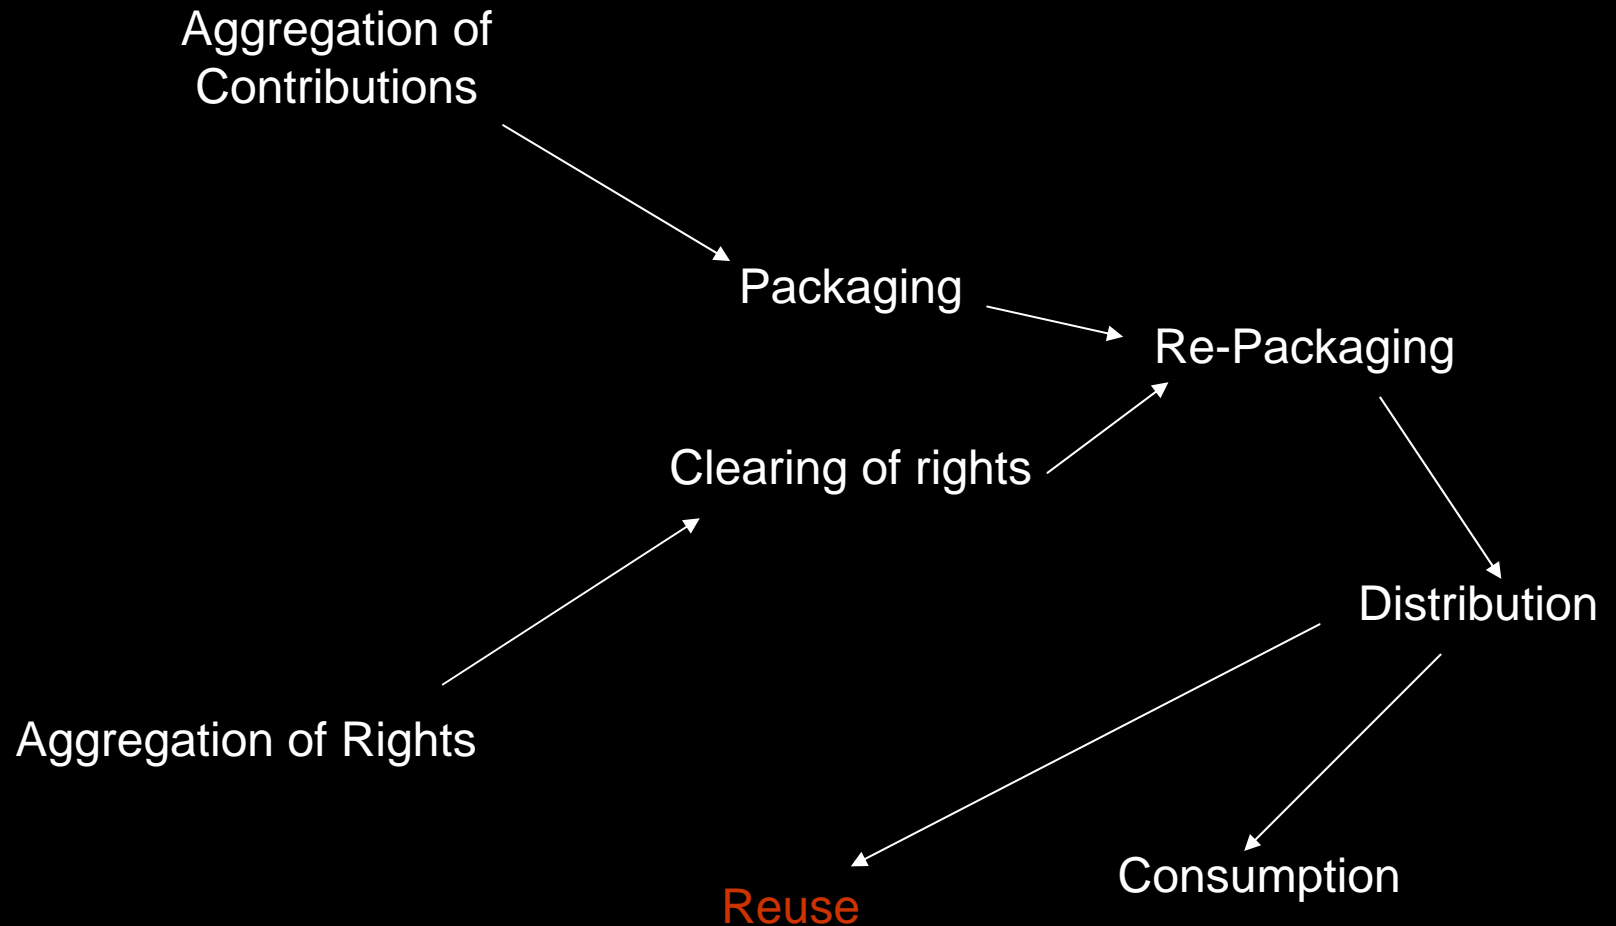 Aggregation of
Contributions
Packaging
Re-Packaging
Clearing of rights
Distribution
Aggregation of Rights
Consumption
Reuse